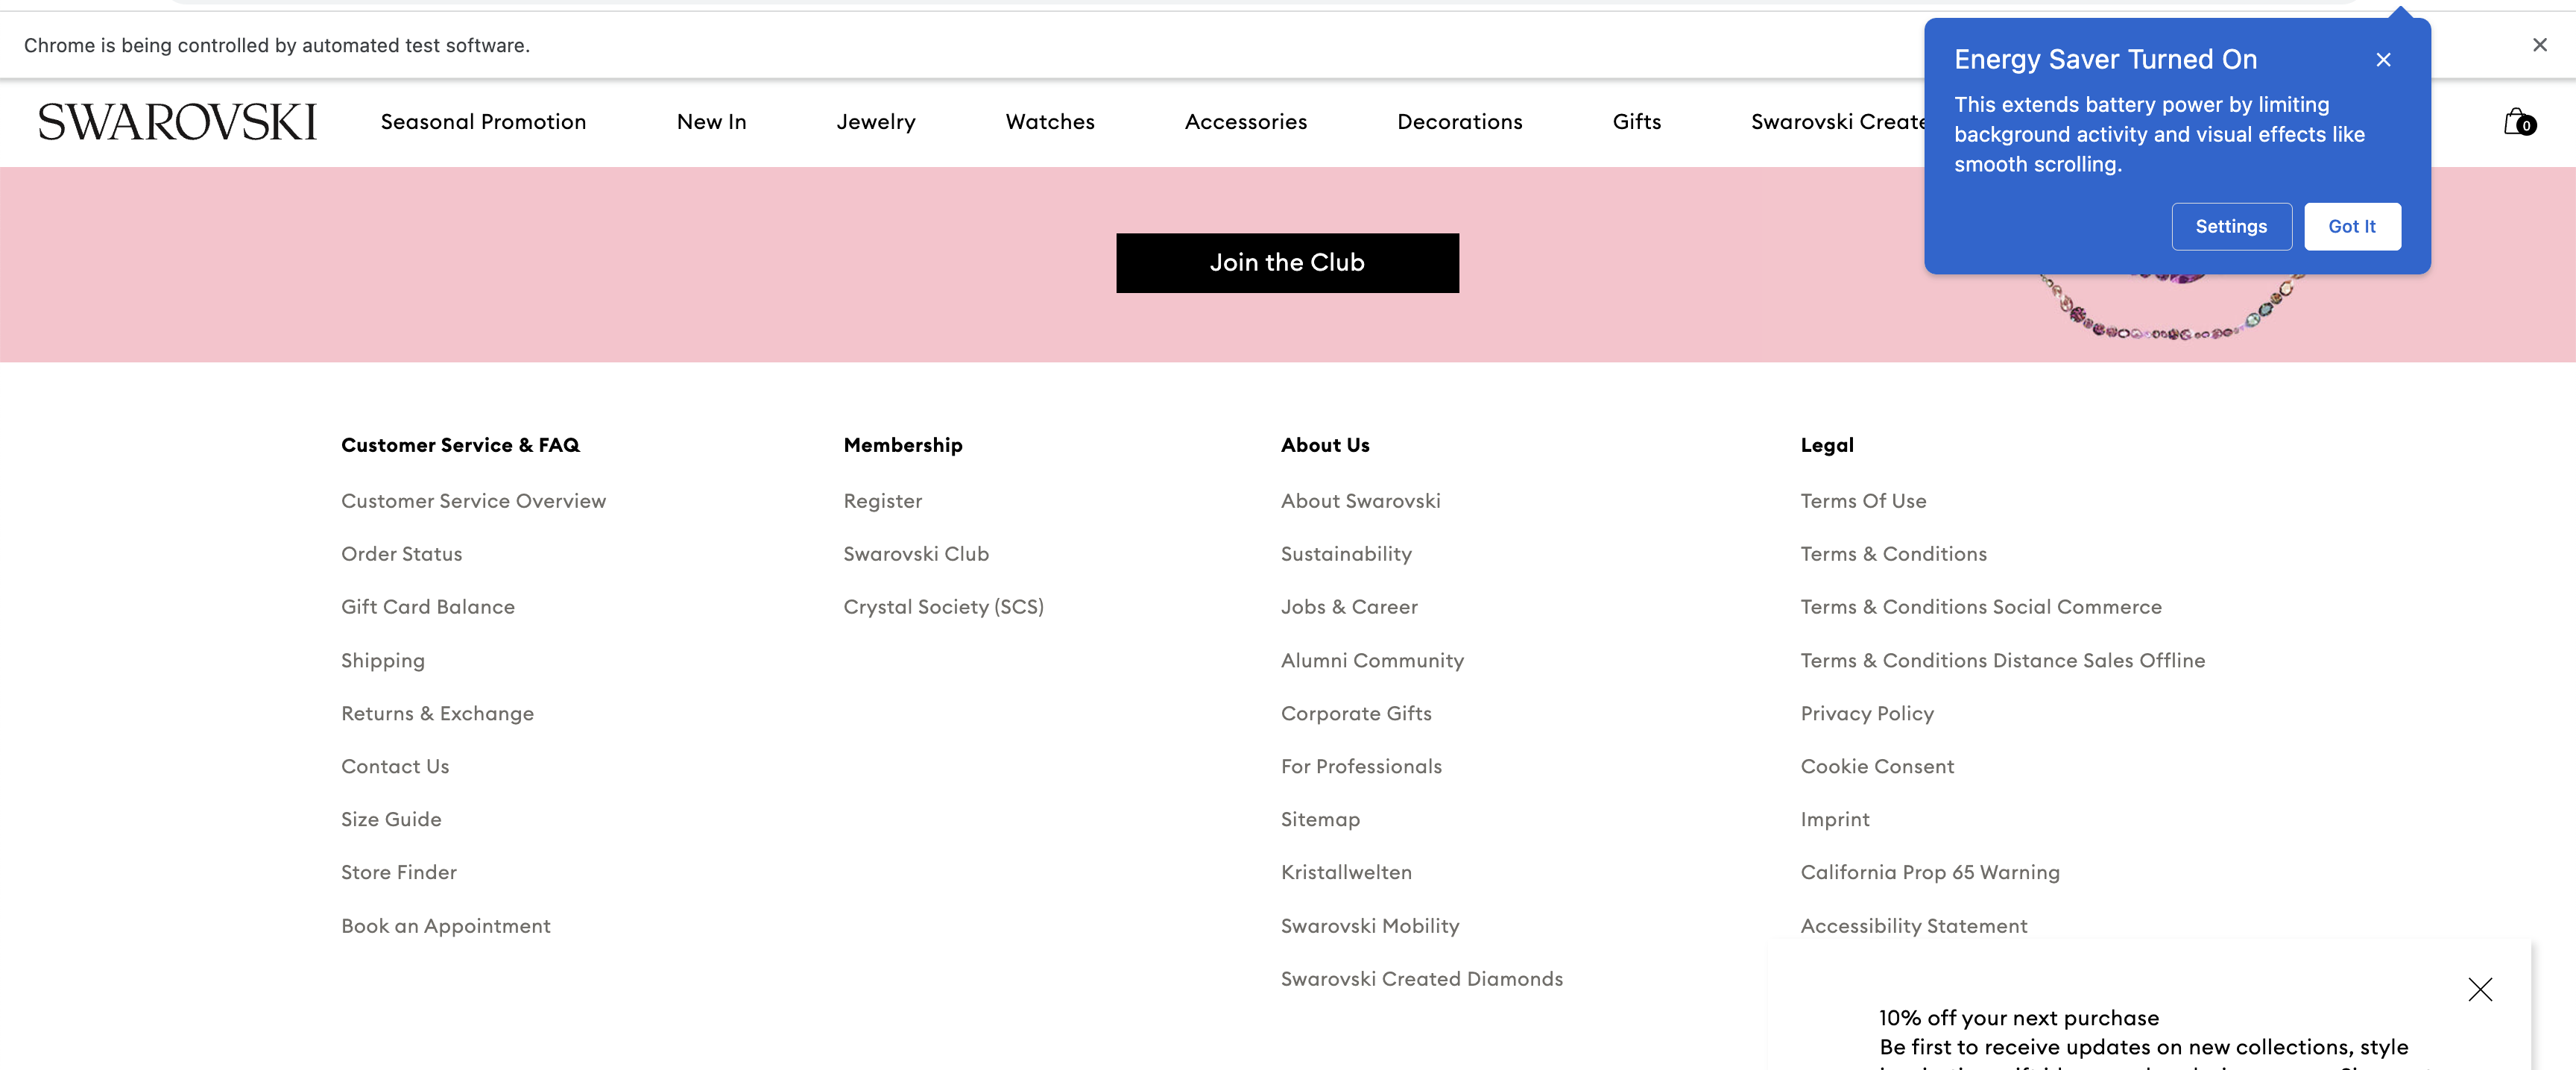 Chrome is being controlled by automated test software.
Energy Saver Turned On
This extends battery power by limiting
background activity and visual effects like
smooth scrolling.
Settings
Got It
SWAROVSKI
Seasonal Promotion
New In
Jewelry
Watches
Accessories
Decorations
Gifts
Swarovski Create
0
Join the Club
Customer Service & FAQ
Customer Service Overview
Order Status
Gift Card Balance
Shipping
Returns & Exchange
Contact Us
Size Guide
Store Finder
Book an Appointment
Membership
Register
Swarovski Club
Crystal Society (SCS)
About Us
About Swarovski
Sustainability
Jobs & Career
Alumni Community
Corporate Gifts
For Professionals
Sitemap
Kristallwelten
Swarovski Mobility
Swarovski Created Diamonds
Legal
Terms Of Use
Terms & Conditions
Terms & Conditions Social Commerce
Terms & Conditions Distance Sales Offline
Privacy Policy
Cookie Consent
Imprint
California Prop 65 Warning
Accessibility Statement
10% off your next purchase
Be first to receive updates on new collections, style